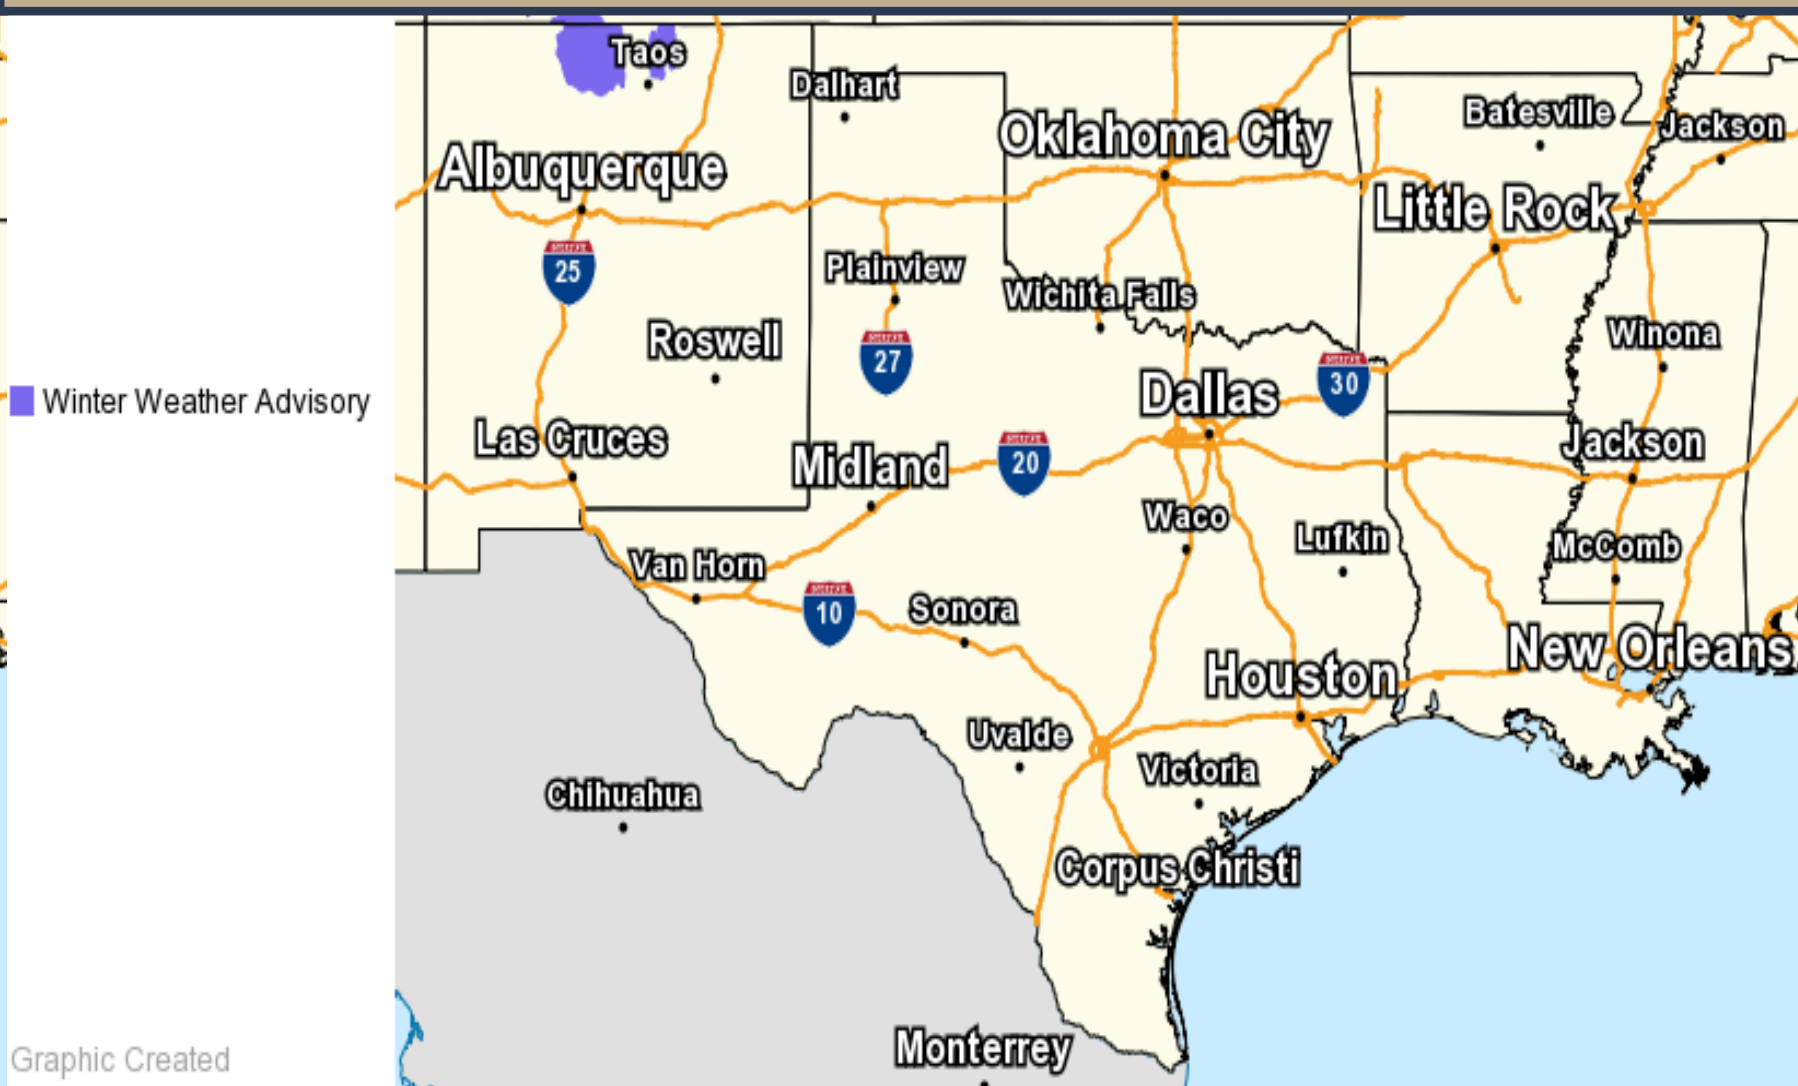 Taos
Dalhart
Batesville
Jackson
Oklahoma City
Albuquerque
Little Rock
25
Plainview
Wichita Falls
Roswell
27
Winona
30
Dallas
Winter Weather Advisory
Las Cruces
Midland
20
Jackson
Waco
Lufkin
McComb
Van Horn
10
Sonora
New Orleans
Houston
Uvalde
Victoria
Chihuahua
Corpus Christi
Monterrey
Graphic Created